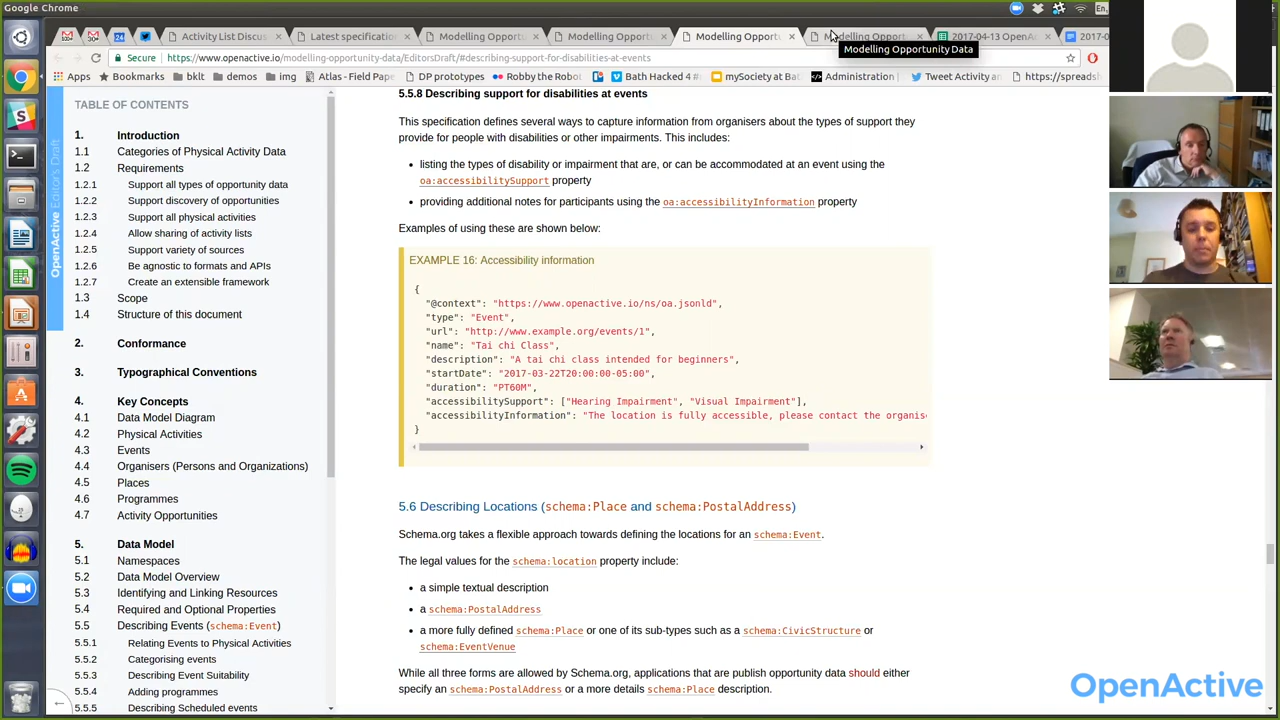 Google Chrome
En,
Activity List Discus
Latest specification
Modelling Opportu
Modelling Opportu
Modelling Opportu
Modelling Opportu
2017-04-13 OpenA
2017-0
Secure https://www.openactive.io/modelling-opportunity-data/EditorsDraft/#describing-support-for-disabilities-at-events
Modelling Opportunity Data
Apps Bookmarks bklt demos img Atlas - Field Pape DP prototypes Robby the Robot Bath Hacked 4 mySociety at Bat Administration Tweet Activity an https://spreadsh
OpenActive Editors Draft
TABLE OF CONTENTS
1. Introduction
1.1 Categories of Physical Activity Data
1.2 Requirements
1.2.1 Support all types of opportunity data
1.2.2 Support discovery of opportunities
1.2.3 Support all physical activities
1.2.4 Allow sharing of activity lists
1.2.5 Support variety of sources
1.2.6 Be agnostic to formats and APIs
1.2.7 Create an extensible framework
1.3 Scope
1.4 Structure of this document
2. Conformance
3. Typographical Conventions
4. Key Concepts
4.1 Data Model Diagram
4.2 Physical Activities
4.3 Events
4.4 Organisers (Persons and Organizations)
4.5 Places
4.6 Programmes
4.7 Activity Opportunities
5. Data Model
5.1 Namespaces
5.2 Data Model Overview
5.3 Identifying and Linking Resources
5.4 Required and Optional Properties
5.5 Describing Events (schema:Event)
5.5.1 Relating Events to Physical Activities
5.5.2 Categorising events
5.5.3 Describing Event Suitability
5.5.4 Adding programmes
5.5.5 Describing Scheduled events
5.5.8 Describing support for disabilities at events
This specification defines several ways to capture information from organisers about the types of support they
provide for people with disabilities or other impairments. This includes:
• listing the types of disability or impairment that are, or can be accommodated at an event using the
oa:accessibilitySupport property
• providing additional notes for participants using the oa:accessibilityInformation property
Examples of using these are shown below:
EXAMPLE 16: Accessibility information
{
"@context": "https://www.openactive.io/ns/oa.jsonld",
"type": "Event",
"url": "http://www.example.org/events/1",
"name": "Tai chi Class",
"description": "A tai chi class intended for beginners",
"startDate": "2017-03-22T20:00:00-05:00",
"duration": "PT60M",
"accessibilitySupport": ["Hearing Impairment", "Visual Impairment"],
"accessibilityInformation": "The location is fully accessible, please contact the organise
}
5.6 Describing Locations (schema:Place and schema:PostalAddress)
Schema.org takes a flexible approach towards defining the locations for an schema:Event.
The legal values for the schema:location property include:
• a simple textual description
• a schema:PostalAddress
• a more fully defined schema:Place or one of its sub-types such as a schema:CivicStructure or
schema:EventVenue
While all three forms are allowed by Schema.org, applications that are publish opportunity data should either
specify an schema:PostalAddress or a more details schema:Place description.
OpenActive